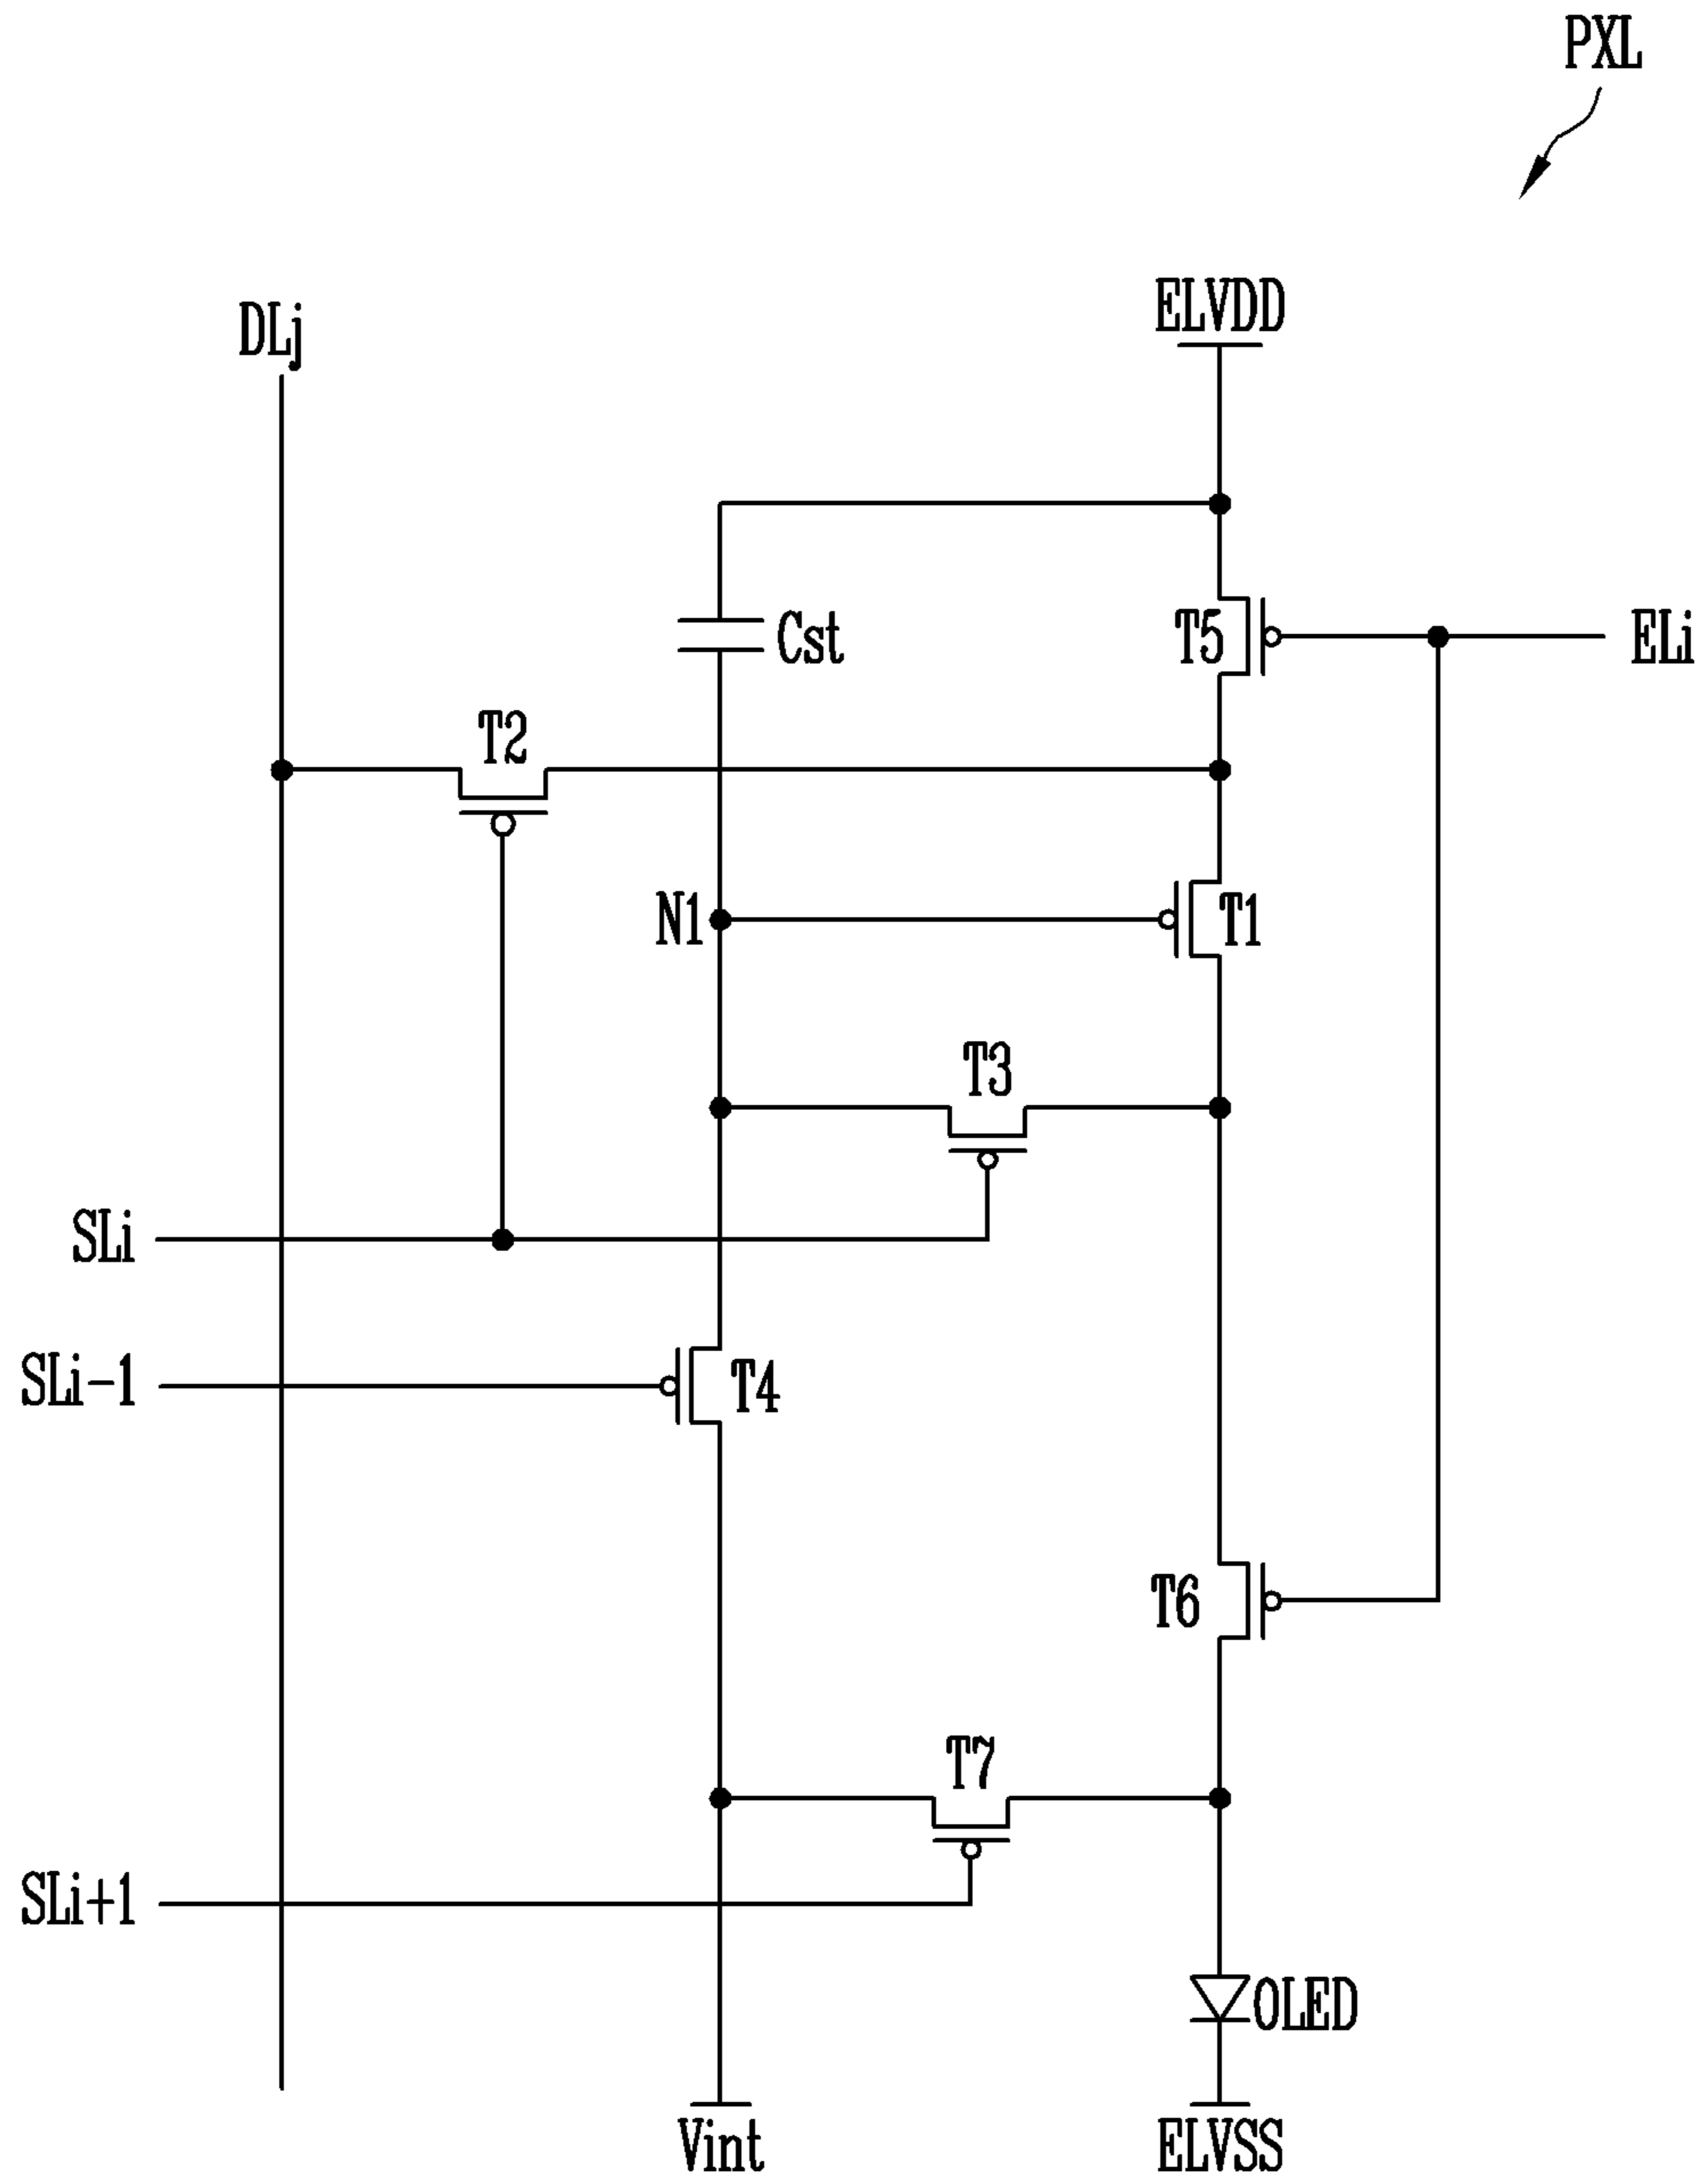 PXL
ELVDD
DLj
T5
ELi
Cst
T2
N1
T1
T3
SLi
SLi-1
T4
T6
T7
SLi+1
OLED
Vint
ELVSS